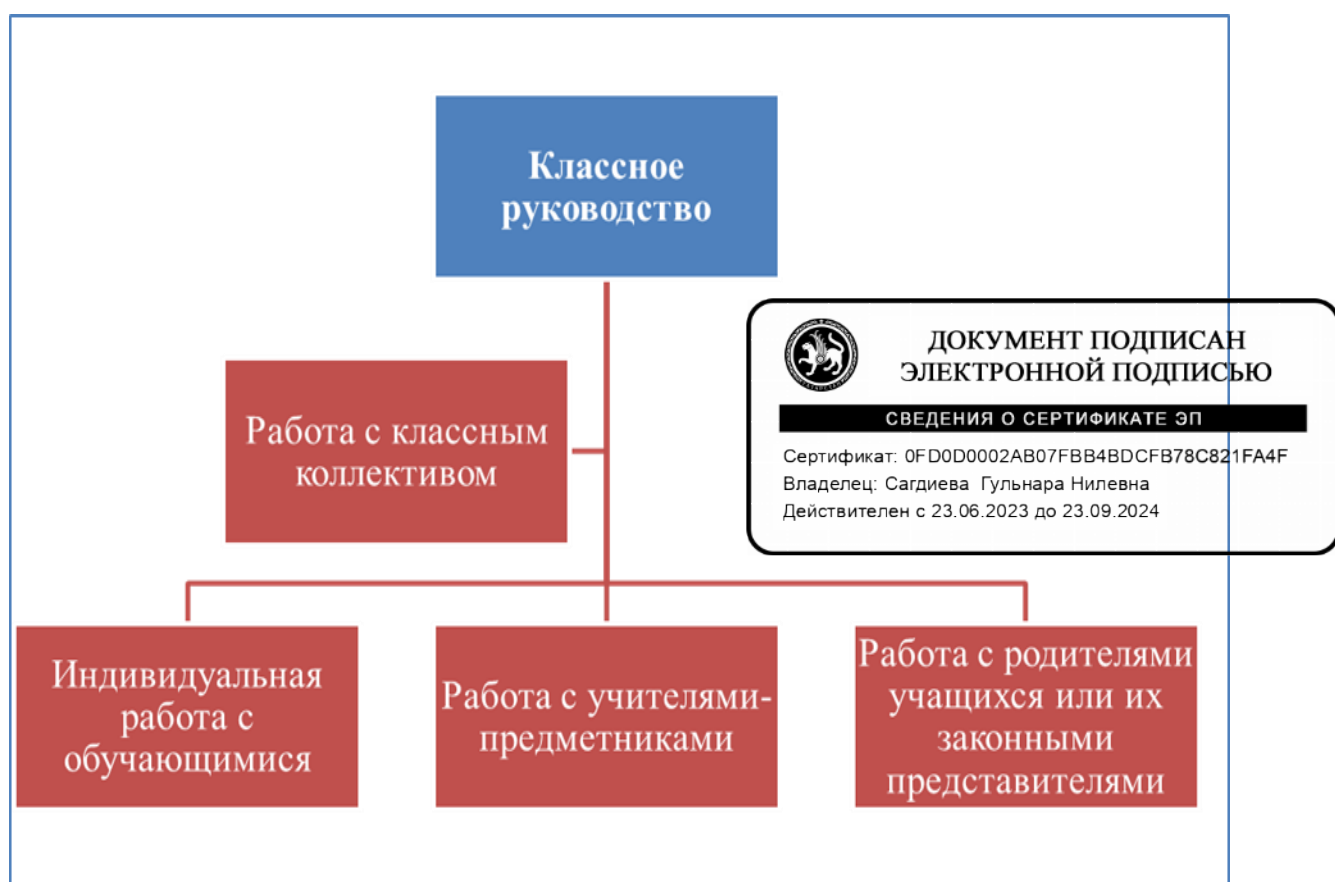 Классное
руководство
Работа с классным
коллективом
ДОКУМЕНТ ПОДПИСАН
ЭЛЕКТРОННОЙ ПОДПИСЬЮ
СВЕДЕНИЯ О СЕРТИФИКАТЕ ЭП
Сертификат: 0FD0D0002AB07FBB4BDCFB78C821FA4F
Владелец: Сагдиева Гульнара Нилевна
Действителен с 23.06.2023 до 23.09.2024
Индивидуальная
работа с
обучающимися
Работа с учителями-
предметниками
Работа с родителями
учащихся или их
законными
представителями